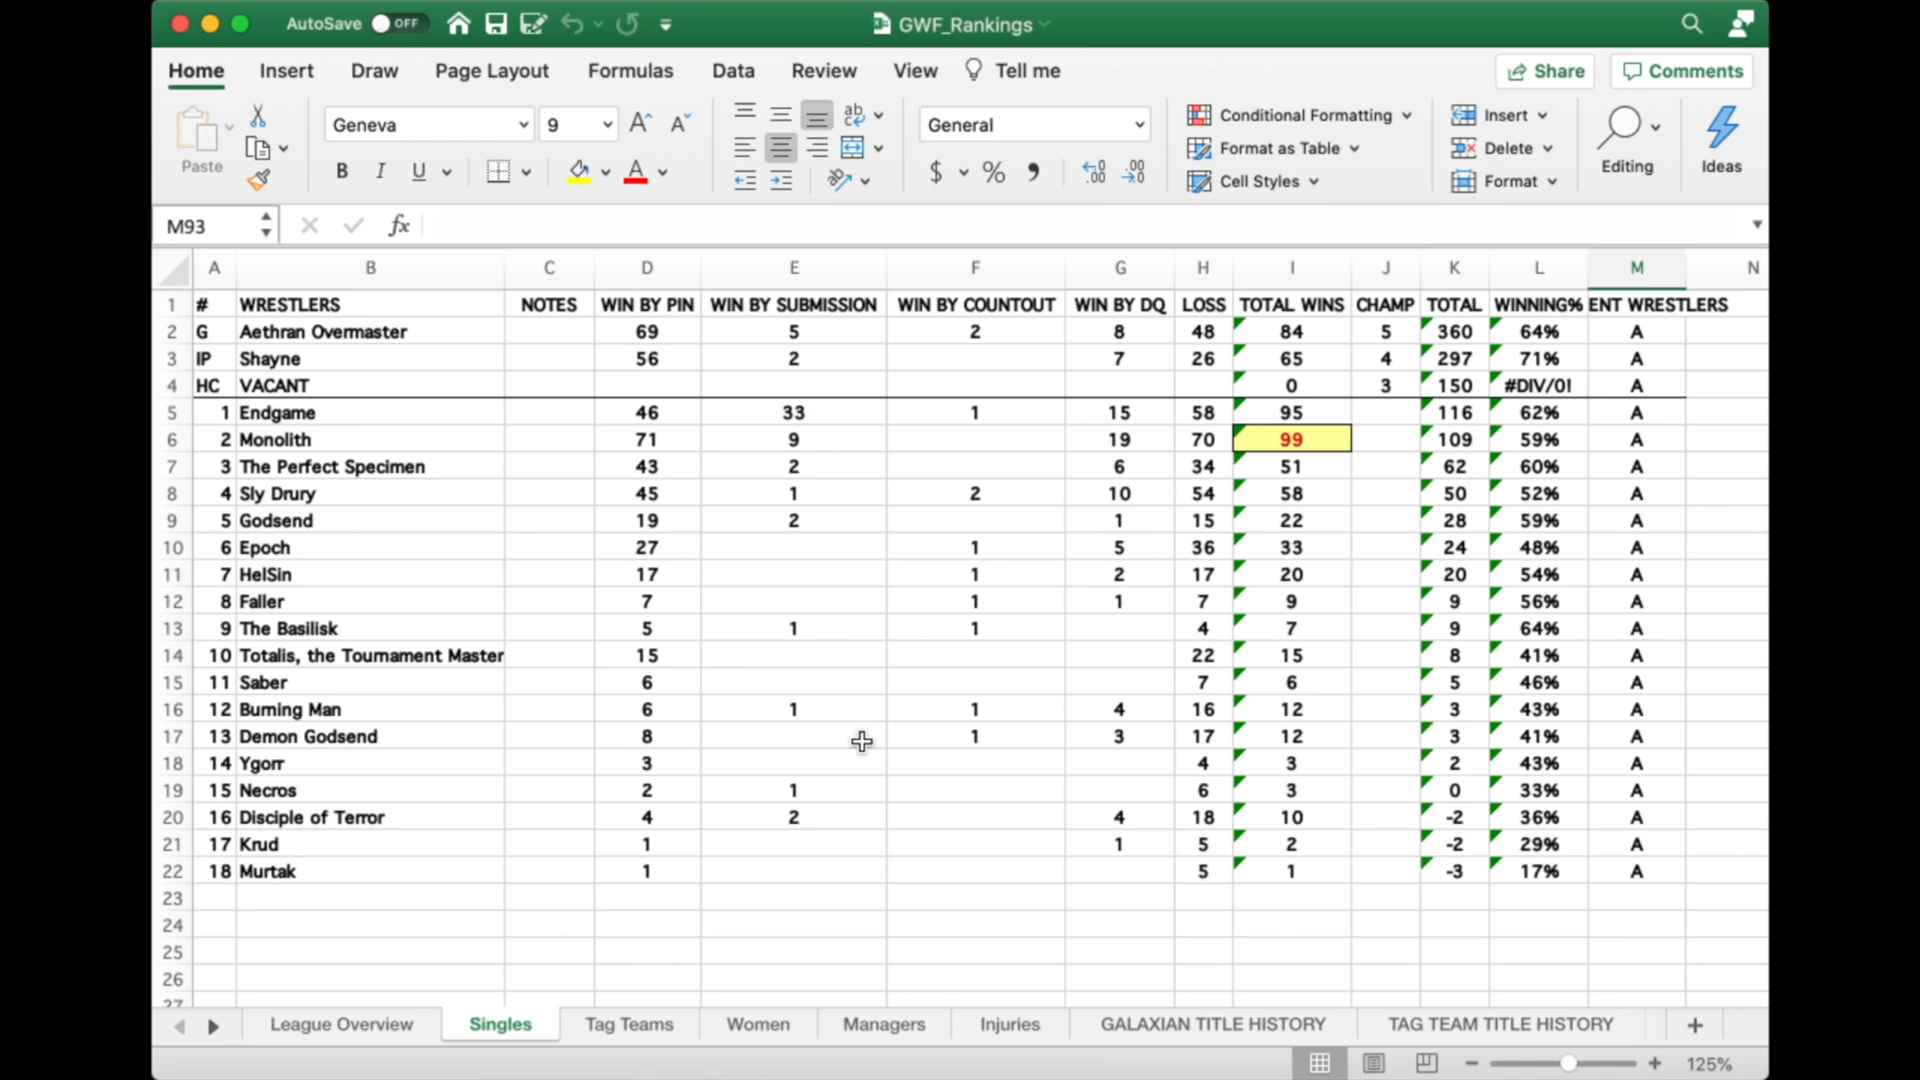 AutoSave OFF GWF_Rankings
Home Insert Draw Page Layout Formulas Data Review View Tell me Share Comments
Paste Geneva 9 General Conditional Formatting Format as Table Cell Styles Insert Delete Format Editing Ideas
B I U A $ % 
M93 fx
A B C D E F G H I J K L M N
1 # WRESTLERS NOTES WIN BY PIN WIN BY SUBMISSION WIN BY COUNTOUT WIN BY DQ LOSS TOTAL WINS CHAMP TOTAL WINNING% ENT WRESTLERS
2 G Aethran Overmaster 69 5 2 8 48 84 5 360 64% A
3 IP Shayne 56 2 7 26 65 4 297 71% A
4 HC VACANT 0 3 150 #DIV/0! A
5 1 Endgame 46 33 1 15 58 95 116 62% A
6 2 Monolith 71 9 19 70 99 109 59% A
7 3 The Perfect Specimen 43 2 6 34 51 62 60% A
8 4 Sly Drury 45 1 2 10 54 58 50 52% A
9 5 Godsend 19 2 1 15 22 28 59% A
10 6 Epoch 27 1 5 36 33 24 48% A
11 7 HelSin 17 1 2 17 20 20 54% A
12 8 Faller 7 1 1 7 9 9 56% A
13 9 The Basilisk 5 1 1 4 7 9 64% A
14 10 Totalis, the Tournament Master 15 22 15 8 41% A
15 11 Saber 6 7 6 5 46% A
16 12 Burning Man 6 1 1 4 16 12 3 43% A
17 13 Demon Godsend 8 1 3 17 12 3 41% A
18 14 Ygorr 3 4 3 2 43% A
19 15 Necros 2 1 6 3 0 33% A
20 16 Disciple of Terror 4 2 4 18 10 -2 36% A
21 17 Krud 1 1 5 2 -2 29% A
22 18 Murtak 1 5 1 -3 17% A
23
24
25
26
27
League Overview Singles Tag Teams Women Managers Injuries GALAXIAN TITLE HISTORY TAG TEAM TITLE HISTORY +
125%